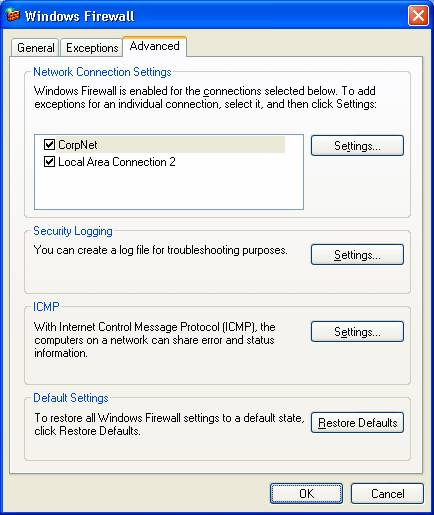 Windows Firewall
General Exceptions Advanced
Network Connection Settings
Windows Firewall is enabled for the connections selected below. To add
exceptions for an individual connection, select it, and then click Settings:
CorpNet
Local Area Connection 2
Settings...
Security Logging
You can create a log file for troubleshooting purposes.
Settings...
ICMP
With Internet Control Message Protocol (ICMP), the
computers on a network can share error and status
information.
Settings...
Default Settings
To restore all Windows Firewall settings to a default state,
click Restore Defaults.
Restore Defaults
OK Cancel